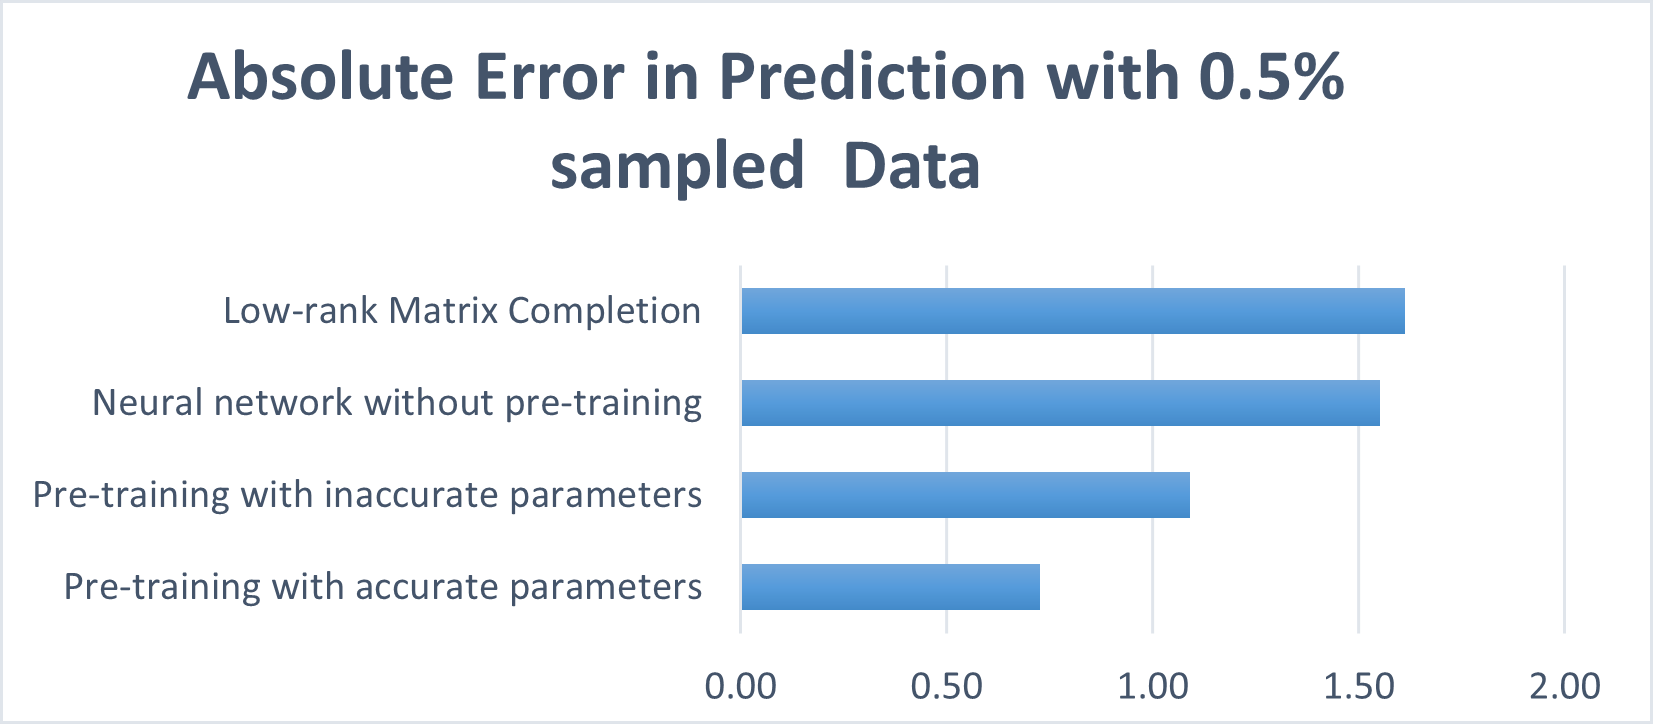 Absolute Error in Prediction with 0.5%
sampled  Data
Low-rank Matrix Completion
Neural network without pre-training
Pre-training with inaccurate parameters
Pre-training with accurate parameters
0.00 0.50 1.00 1.50 2.00